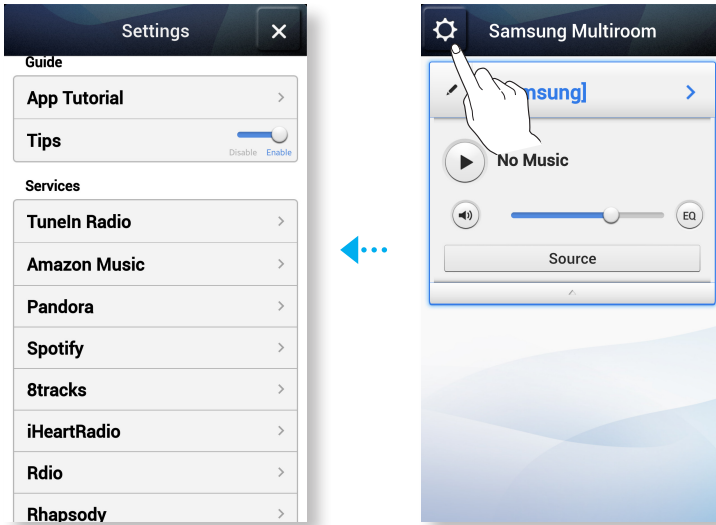 Settings
Guide
App Tutorial
Tips
Disable Enable
Services
TuneIn Radio
Amazon Music
Pandora
Spotify
8tracks
iHeartRadio
Rdio
Rhapsody
Samsung Multiroom
msung]
No Music
EQ
Source